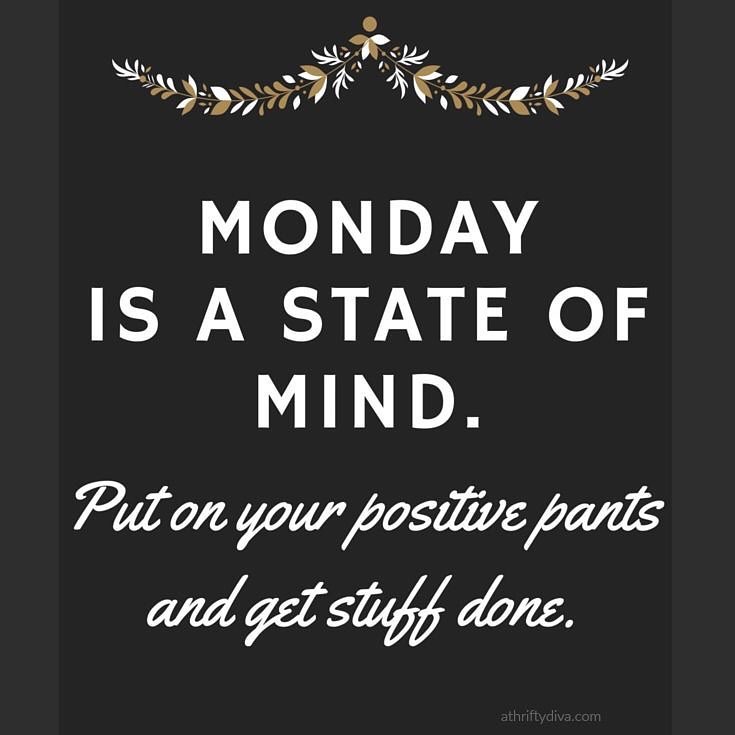 MONDAY
IS A STATE OF
MIND.
Put on your positive pants
and get stuff done.
athriftydiva.com